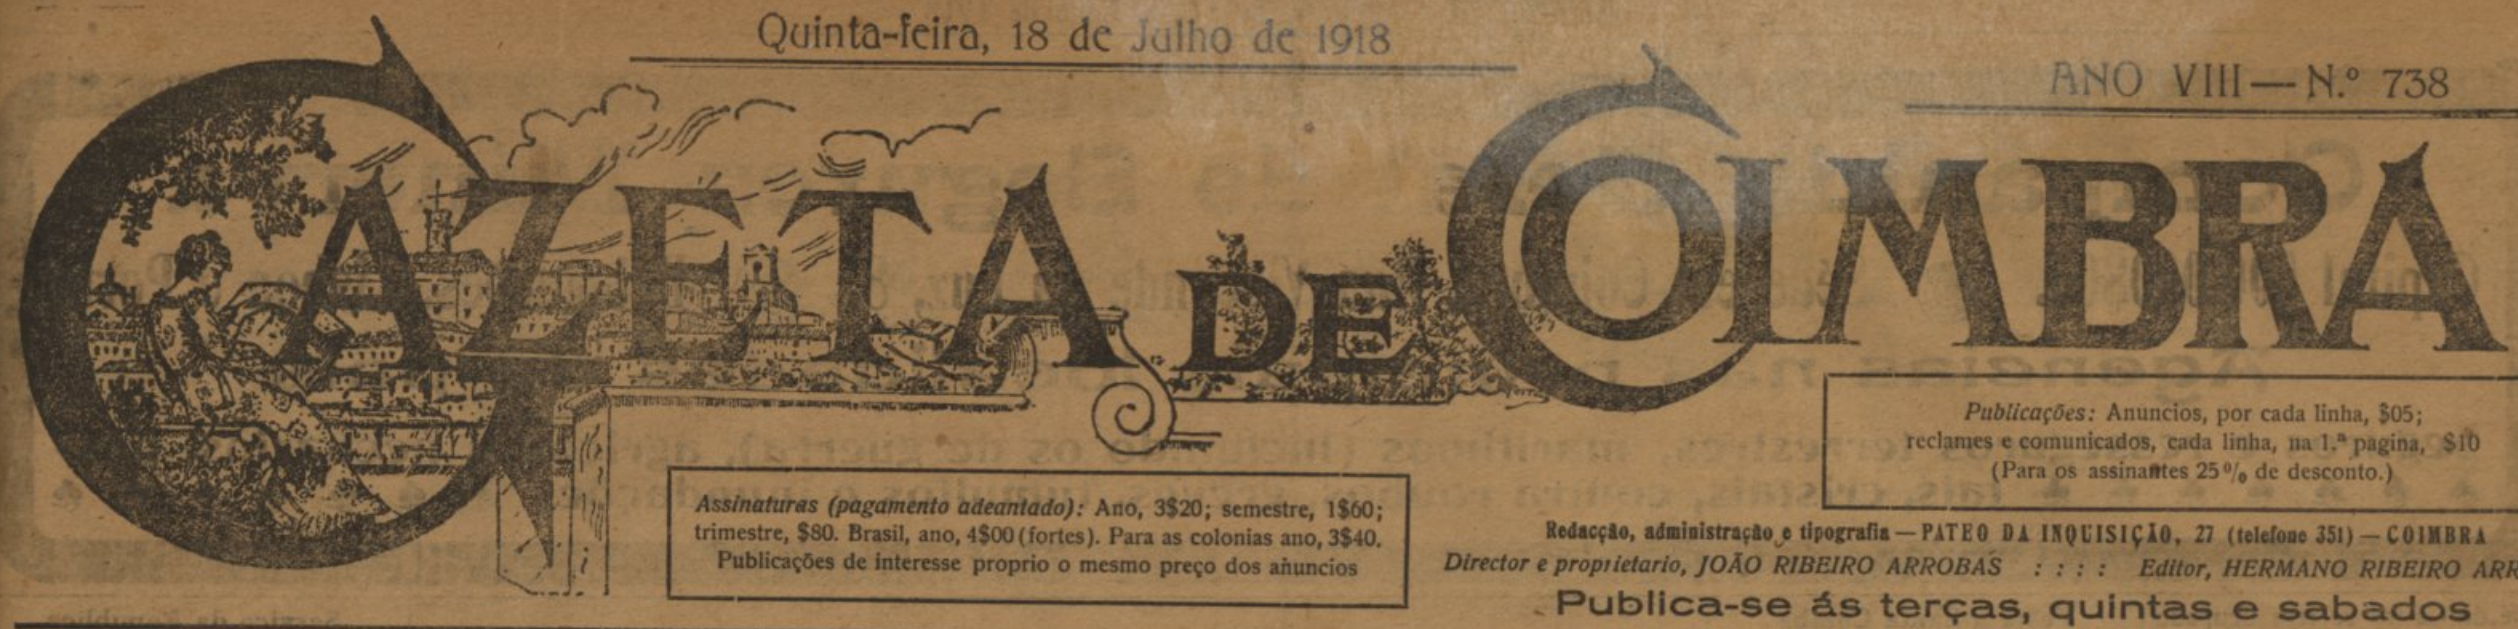 Quinta-feira, 18 de Julho de 1918
ANO VIII — N.º 738
GAZETA DE COIMBRA
Publicações: Anuncios, por cada linha, $05;
reclames e comunicados, cada linha, na 1.ª pagina, $10
(Para os assinantes 25 % de desconto.)
Assinaturas (pagamento adeantado): Ano, 3$20; semestre, 1$60;
trimestre, $80. Brasil, ano, 4$00 (fortes). Para as colonias ano, 3$40.
Publicações de interesse proprio o mesmo preço dos anuncios
Redacção, administração e tipografia — PATEO DA INQUISIÇÃO, 27 (telefone 351) — COIMBRA
Director e proprietario, JOÃO RIBEIRO ARROBAS : : : : Editor, HERMANO RIBEIRO ARR
Publica-se ás terças, quintas e sabados